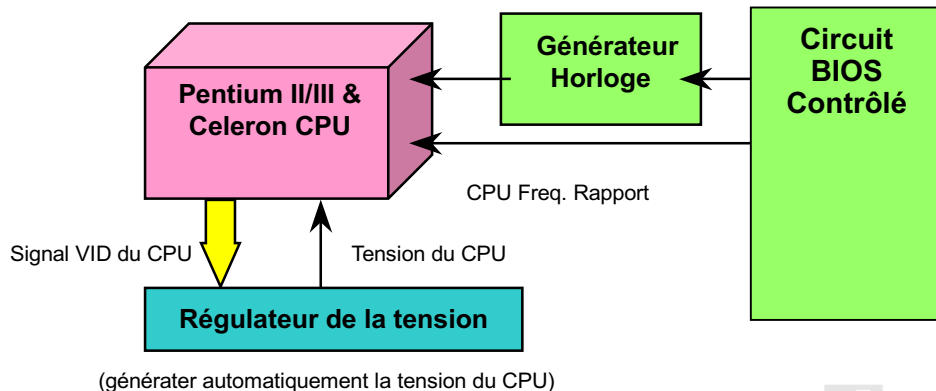 Pentium II/III &
Celeron CPU
Générateur
Horloge
Circuit
BIOS
Contrôlé
CPU Freq. Rapport
Signal VID du CPU
Tension du CPU
Régulateur de la tension
(générater automatiquement la tension du CPU)